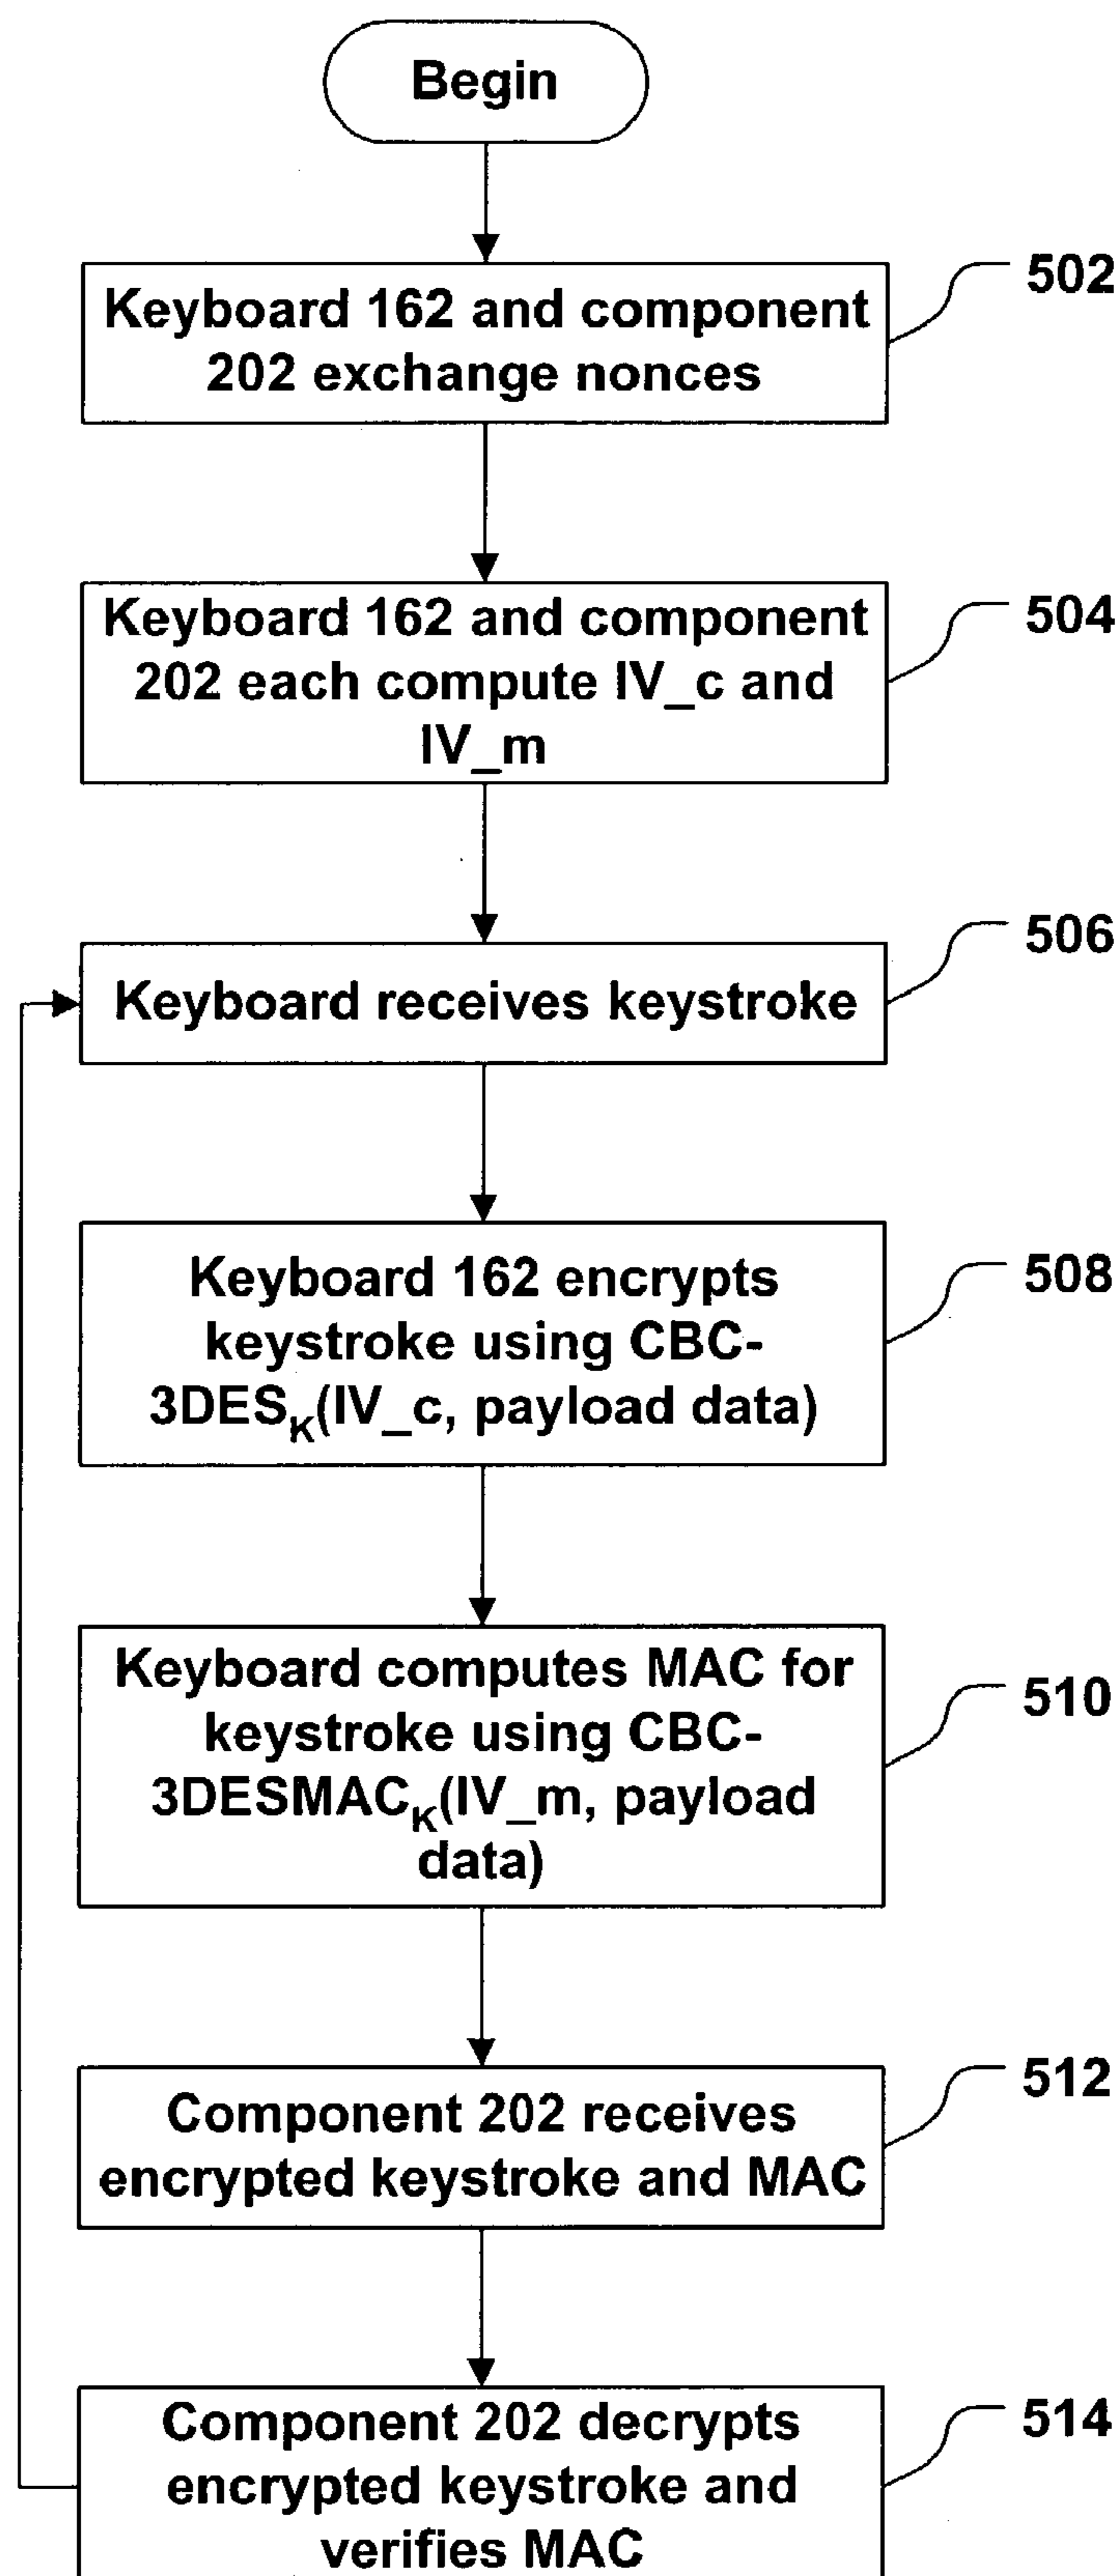 Begin
Keyboard 162 and component
202 exchange nonces
502
Keyboard 162 and component
202 each compute IV_c and
IV_m
504
Keyboard receives keystroke
506
Keyboard 162 encrypts
keystroke using CBC-
3DESK(IV_c, payload data)
508
Keyboard computes MAC for
keystroke using CBC-
3DESMACK(IV_m, payload
data)
510
Component 202 receives
encrypted keystroke and MAC
512
Component 202 decrypts
encrypted keystroke and
verifies MAC
514